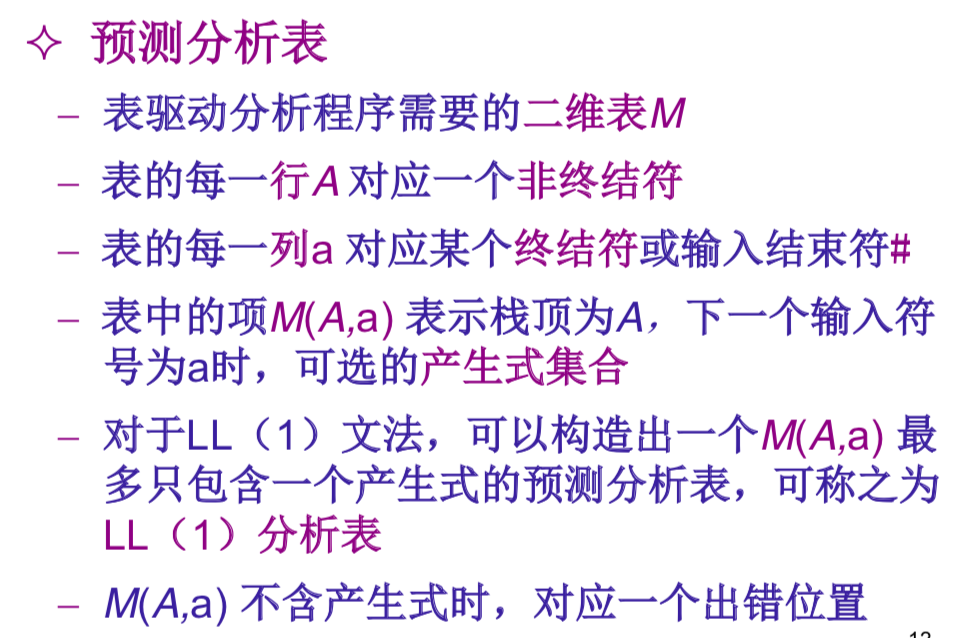 ✧ 预测分析表
– 表驱动分析程序需要的二维表M
– 表的每一行A 对应一个非终结符
– 表的每一列a 对应某个终结符或输入结束符#
– 表中的项M(A,a) 表示栈顶为A，下一个输入符
号为a时，可选的产生式集合
– 对于LL（1）文法，可以构造出一个M(A,a) 最
多只包含一个产生式的预测分析表，可称之为
LL（1）分析表
– M(A,a) 不含产生式时，对应一个出错位置